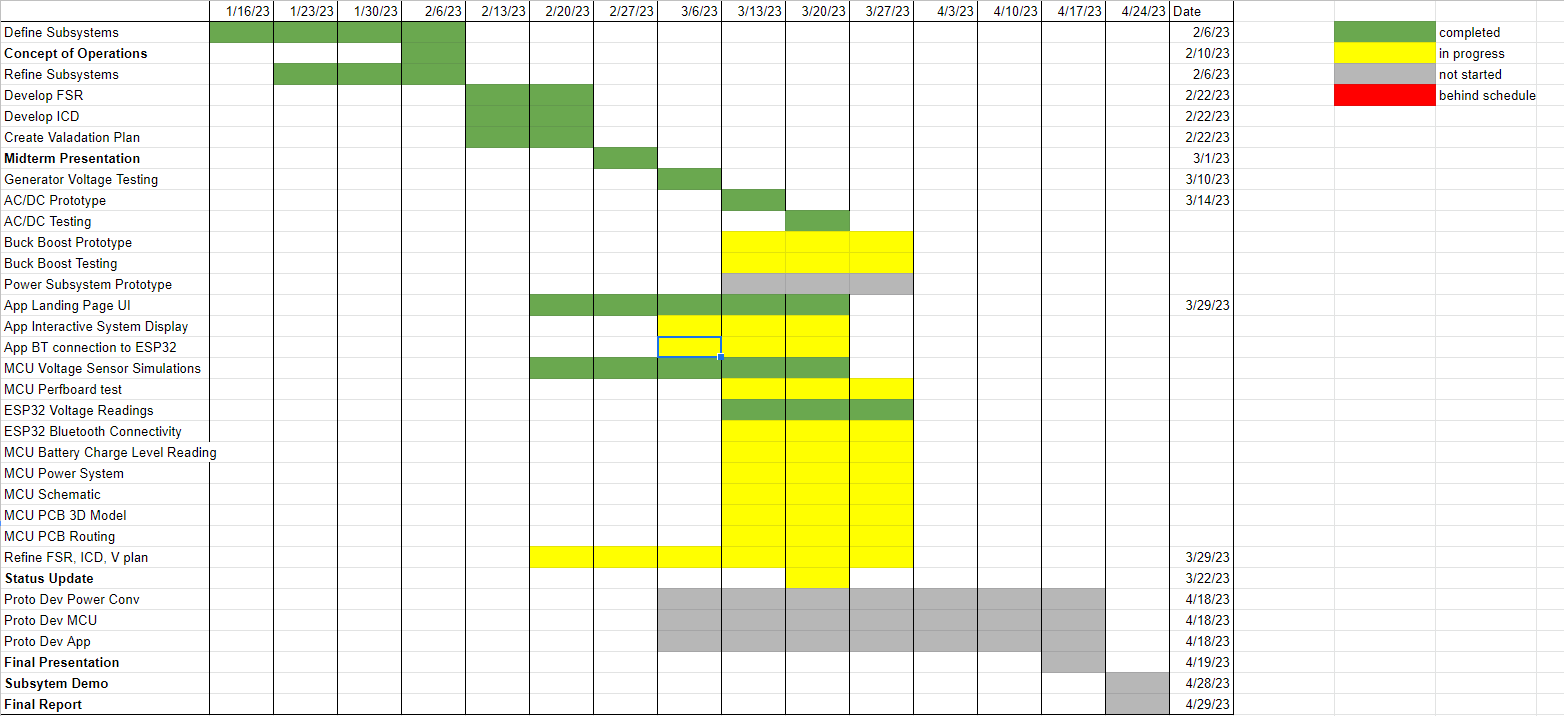 1/16/23 1/23/23 1/30/23 2/6/23 2/13/23 2/20/23 2/27/23 3/6/23 3/13/23 3/20/23 3/27/23 4/3/23 4/10/23 4/17/23 4/24/23 Date
Define Subsystems 2/6/23 completed
Concept of Operations 2/10/23 in progress
Refine Subsystems 2/6/23 not started
Develop FSR 2/22/23 behind schedule
Develop ICD 2/22/23
Create Valadation Plan 2/22/23
Midterm Presentation 3/1/23
Generator Voltage Testing 3/10/23
AC/DC Prototype 3/14/23
AC/DC Testing
Buck Boost Prototype
Buck Boost Testing
Power Subsystem Prototype
App Landing Page UI 3/29/23
App Interactive System Display
App BT connection to ESP32
MCU Voltage Sensor Simulations
MCU Perfboard test
ESP32 Voltage Readings
ESP32 Bluetooth Connectivity
MCU Battery Charge Level Reading
MCU Power System
MCU Schematic
MCU PCB 3D Model
MCU PCB Routing
Refine FSR, ICD, V plan 3/29/23
Status Update 3/22/23
Proto Dev Power Conv 4/18/23
Proto Dev MCU 4/18/23
Proto Dev App 4/18/23
Final Presentation 4/19/23
Subsytem Demo 4/28/23
Final Report 4/29/23